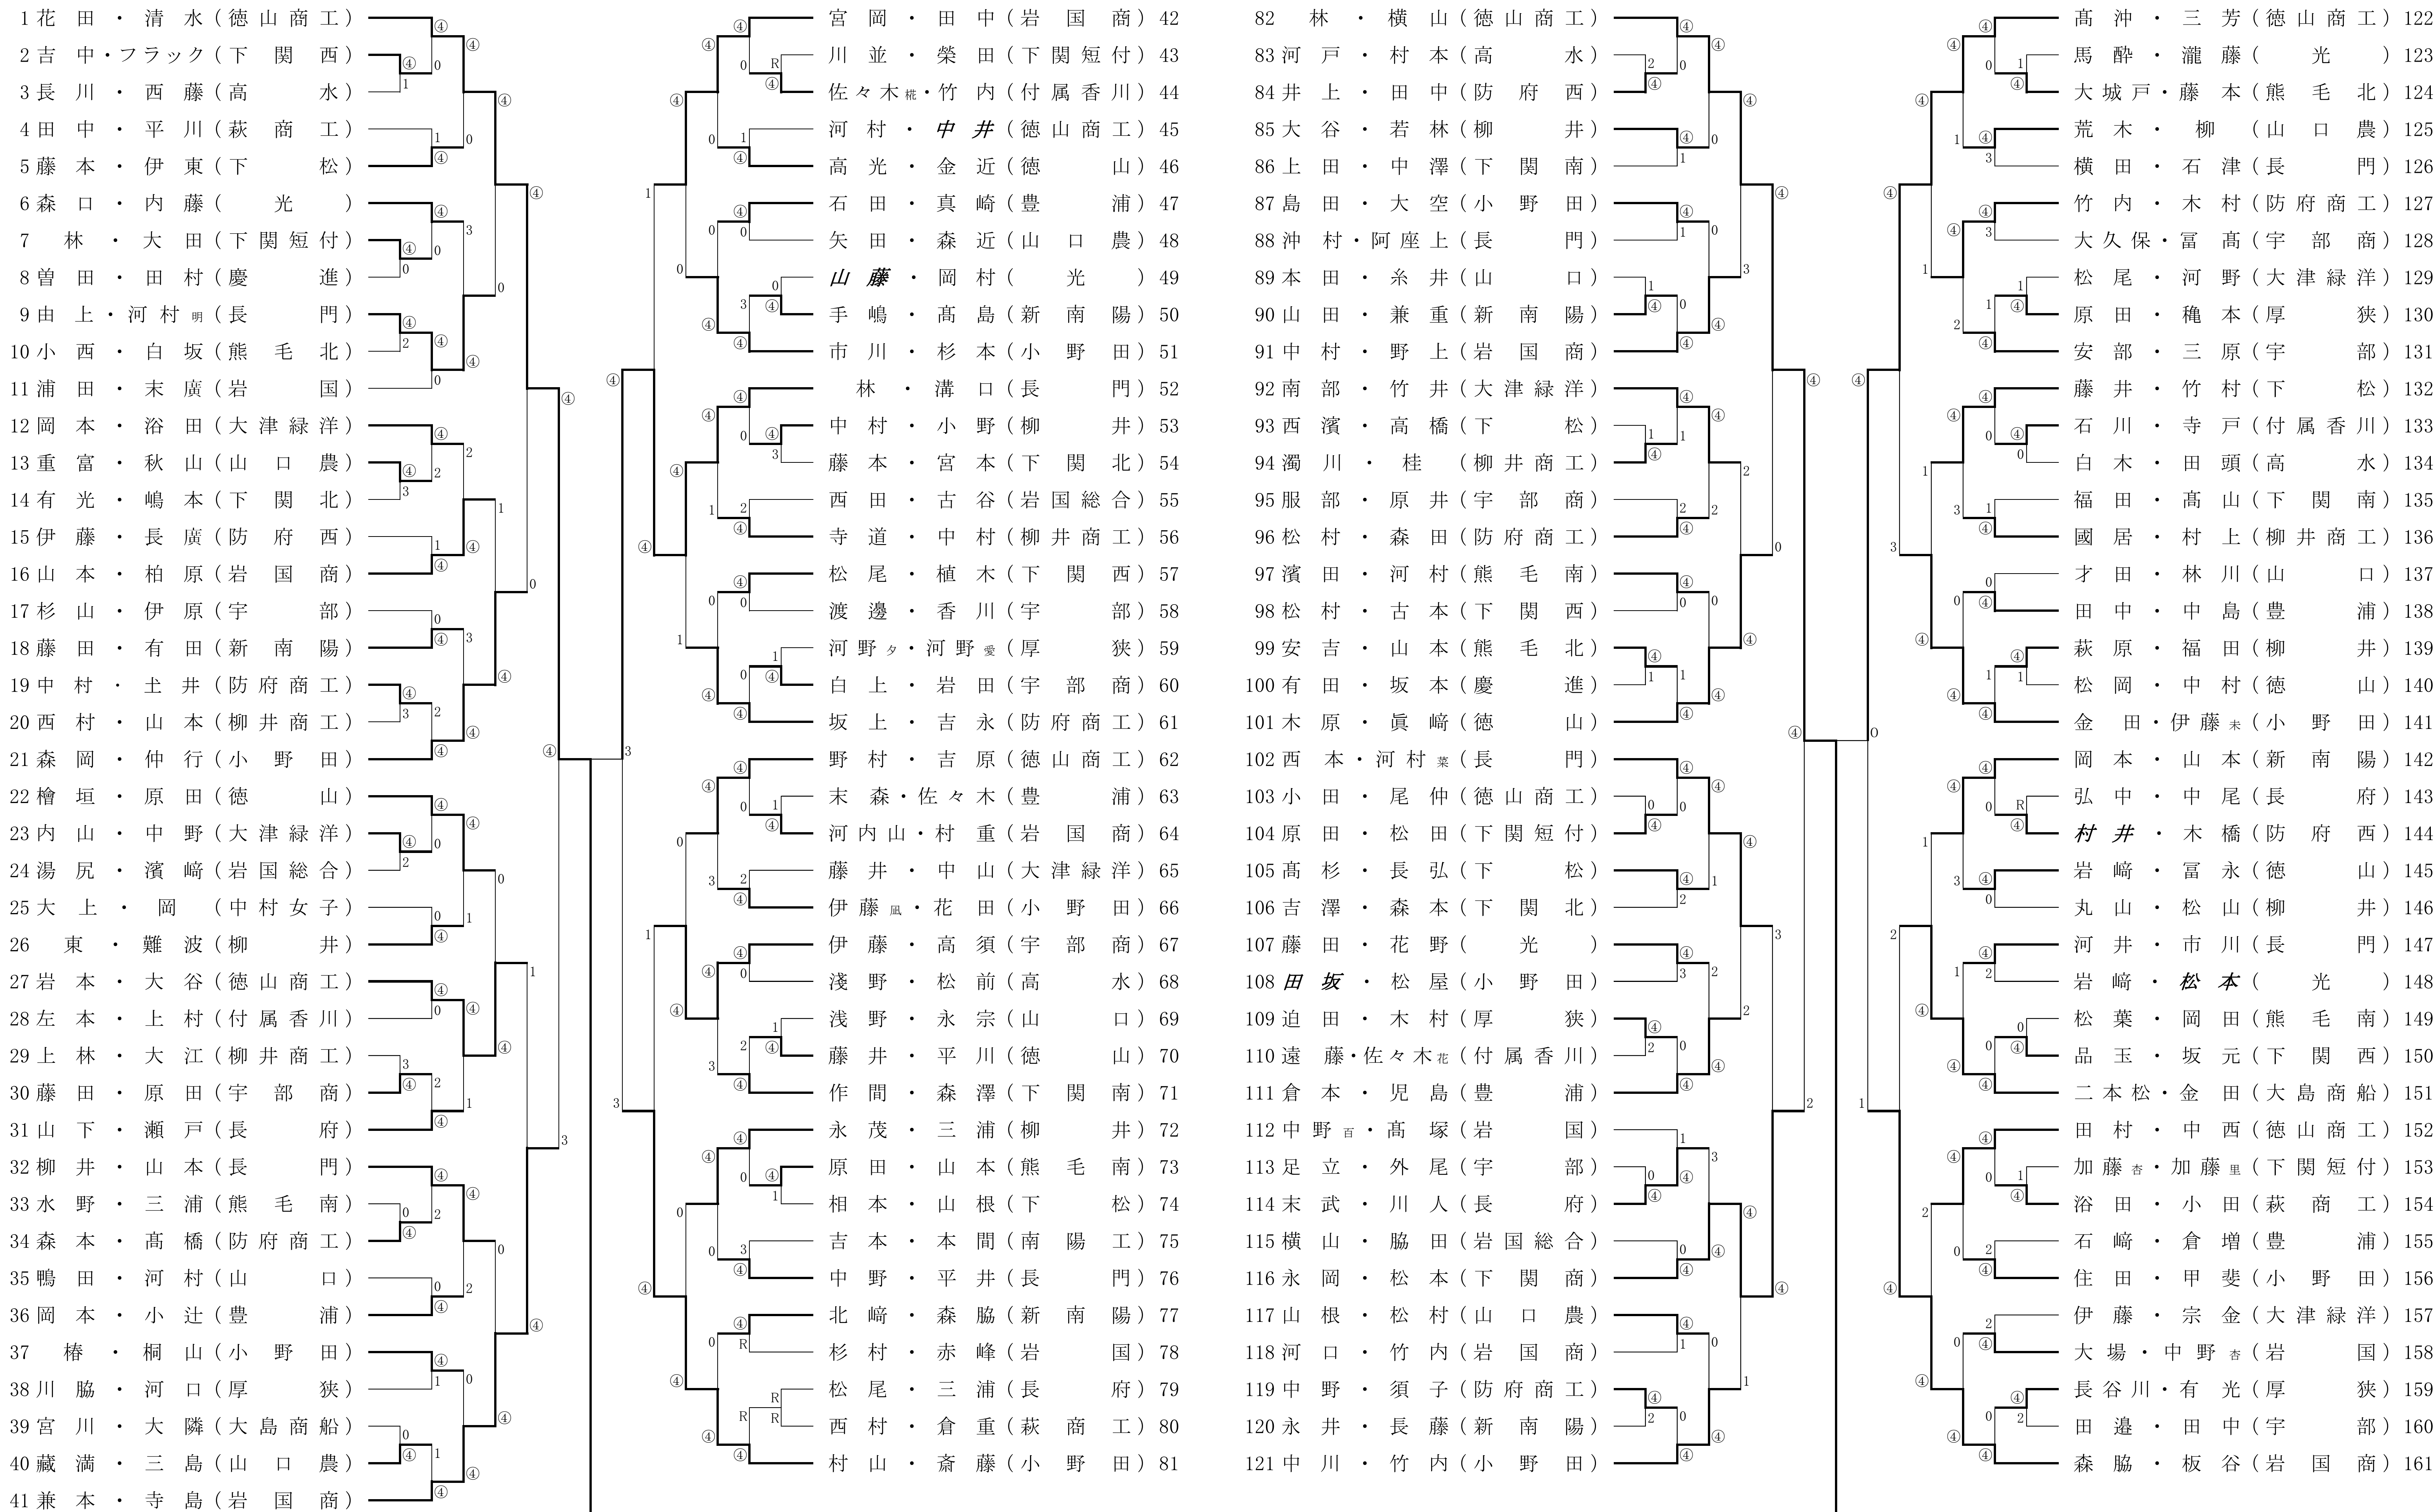 1 花田・清水（徳山商工）
2 吉中・フラック（下関西）
3 長川・西藤（高水）
4 田中・平川（萩商工）
5 藤本・伊東（下松）
6 森口・内藤（光）
7 林・大田（下関短付）
8 曽田・田村（慶進）
9 由上・河村明（長門）
10 小西・白坂（熊毛北）
11 浦田・末廣（岩国）
12 岡本・浴田（大津緑洋）
13 重富・秋山（山口農）
14 有光・嶋本（下関北）
15 伊藤・長廣（防府西）
16 山本・柏原（岩国商）
17 杉山・伊原（宇部）
18 藤田・有田（新南陽）
19 中村・圡井（防府商工）
20 西村・山本（柳井商工）
21 森岡・仲行（小野田）
22 檜垣・原田（徳山）
23 内山・中野（大津緑洋）
24 湯尻・濱﨑（岩国総合）
25 大上・岡（中村女子）
26 東・難波（柳井）
27 岩本・大谷（徳山商工）
28 左本・上村（付属香川）
29 上林・大江（柳井商工）
30 藤田・原田（宇部商）
31 山下・瀬戸（長府）
32 柳井・山本（長門）
33 水野・三浦（熊毛南）
34 森本・髙橋（防府商工）
35 鴨田・河村（山口）
36 岡本・小辻（豊浦）
37 椿・桐山（小野田）
38 川脇・河口（厚狭）
39 宮川・大隣（大島商船）
40 藏満・三島（山口農）
41 兼本・寺島（岩国商）
宮岡・田中（岩国商）42
川並・榮田（下関短付）43
佐々木椛・竹内（付属香川）44
河村・中井（徳山商工）45
高光・金近（徳山）46
石田・真崎（豊浦）47
矢田・森近（山口農）48
山藤・岡村（光）49
手嶋・髙島（新南陽）50
市川・杉本（小野田）51
林・溝口（長門）52
中村・小野（柳井）53
藤本・宮本（下関北）54
西田・古谷（岩国総合）55
寺道・中村（柳井商工）56
松尾・植木（下関西）57
渡邊・香川（宇部）58
河野夕・河野愛（厚狭）59
白上・岩田（宇部商）60
坂上・吉永（防府商工）61
野村・吉原（徳山商工）62
末森・佐々木（豊浦）63
河内山・村重（岩国商）64
藤井・中山（大津緑洋）65
伊藤凪・花田（小野田）66
伊藤・高須（宇部商）67
淺野・松前（高水）68
浅野・永宗（山口）69
藤井・平川（徳山）70
作間・森澤（下関南）71
永茂・三浦（柳井）72
原田・山本（熊毛南）73
相本・山根（下松）74
吉本・本間（南陽工）75
中野・平井（長門）76
北﨑・森脇（新南陽）77
杉村・赤峰（岩国）78
松尾・三浦（長府）79
西村・倉重（萩商工）80
村山・斎藤（小野田）81
82 林・横山（徳山商工）
83 河戸・村本（高水）
84 井上・田中（防府西）
85 大谷・若林（柳井）
86 上田・中澤（下関南）
87 島田・大空（小野田）
88 沖村・阿座上（長門）
89 本田・糸井（山口）
90 山田・兼重（新南陽）
91 中村・野上（岩国商）
92 南部・竹井（大津緑洋）
93 西濱・高橋（下松）
94 濁川・桂（柳井商工）
95 服部・原井（宇部商）
96 松村・森田（防府商工）
97 濱田・河村（熊毛南）
98 松村・古本（下関西）
99 安吉・山本（熊毛北）
100 有田・坂本（慶進）
101 木原・眞﨑（徳山）
102 西本・河村菜（長門）
103 小田・尾仲（徳山商工）
104 原田・松田（下関短付）
105 髙杉・長弘（下松）
106 吉澤・森本（下関北）
107 藤田・花野（光）
108 田坂・松屋（小野田）
109 迫田・木村（厚狭）
110 遠藤・佐々木花（付属香川）
111 倉本・児島（豊浦）
112 中野百・髙塚（岩国）
113 足立・外尾（宇部）
114 末武・川人（長府）
115 横山・脇田（岩国総合）
116 永岡・松本（下関商）
117 山根・松村（山口農）
118 河口・竹内（岩国商）
119 中野・須子（防府商工）
120 永井・長藤（新南陽）
121 中川・竹内（小野田）
髙沖・三芳（徳山商工）122
馬酔・瀧藤（光）123
大城戸・藤本（熊毛北）124
荒木・柳（山口農）125
横田・石津（長門）126
竹内・木村（防府商工）127
大久保・冨髙（宇部商）128
松尾・河野（大津緑洋）129
原田・穐本（厚狭）130
安部・三原（宇部）131
藤井・竹村（下松）132
石川・寺戸（付属香川）133
白木・田頭（高水）134
福田・髙山（下関南）135
國居・村上（柳井商工）136
才田・林川（山口）137
田中・中島（豊浦）138
萩原・福田（柳井）139
松岡・中村（徳山）140
金田・伊藤未（小野田）141
岡本・山本（新南陽）142
弘中・中尾（長府）143
村井・木橋（防府西）144
岩﨑・冨永（徳山）145
丸山・松山（柳井）146
河井・市川（長門）147
岩﨑・松本（光）148
松葉・岡田（熊毛南）149
品玉・坂元（下関西）150
二本松・金田（大島商船）151
田村・中西（徳山商工）152
加藤杏・加藤里（下関短付）153
浴田・小田（萩商工）154
石﨑・倉増（豊浦）155
住田・甲斐（小野田）156
伊藤・宗金（大津緑洋）157
大場・中野杏（岩国）158
長谷川・有光（厚狭）159
田邉・田中（宇部）160
森脇・板谷（岩国商）161